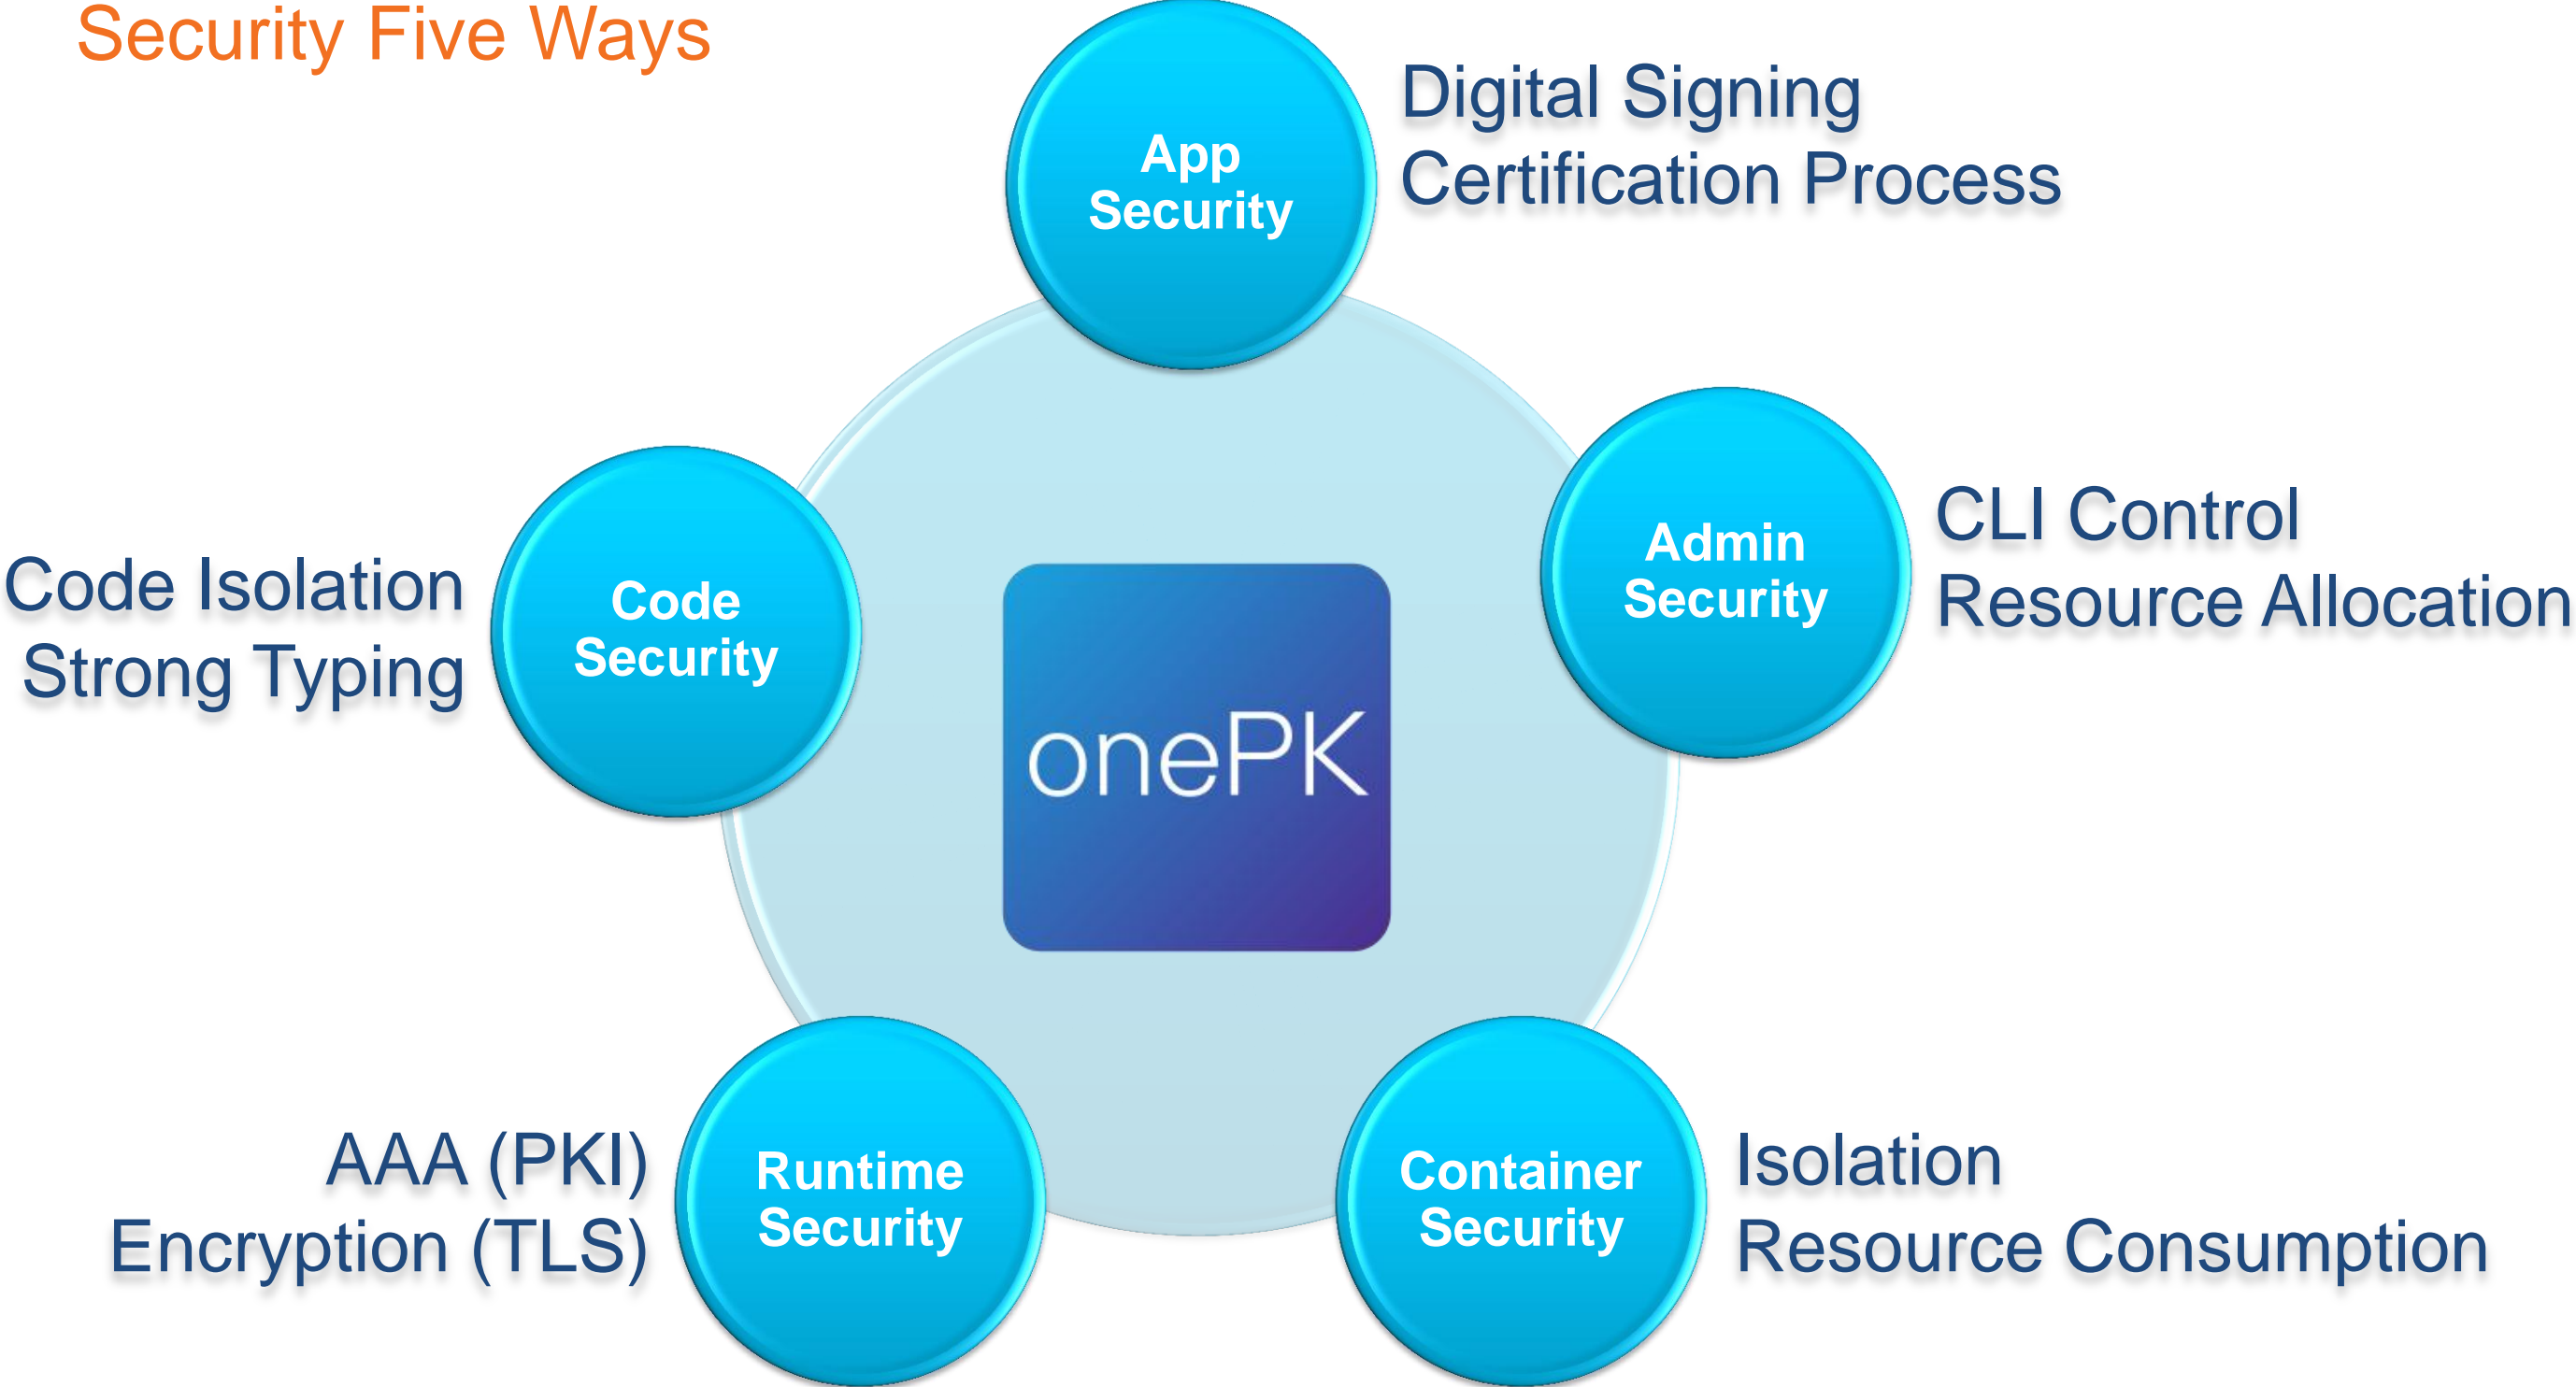 Security Five Ways
App
Security
Digital Signing
Certification Process
Admin
Security
CLI Control
Resource Allocation
Code Isolation
Strong Typing
Code
Security
onePK
AAA (PKI)
Encryption (TLS)
Runtime
Security
Container
Security
Isolation
Resource Consumption